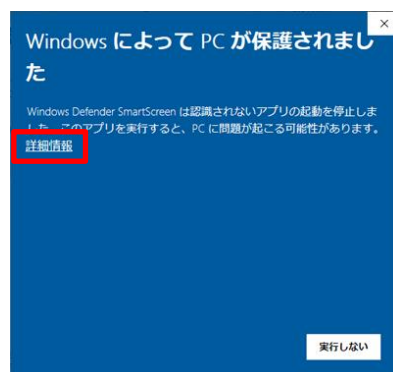 Windows によって PC が保護されまし
た
Windows Defender SmartScreen は認識されないアプリの起動を停止しま
した。このアプリを実行すると、PC に問題が起こる可能性があります。
詳細情報
実行しない